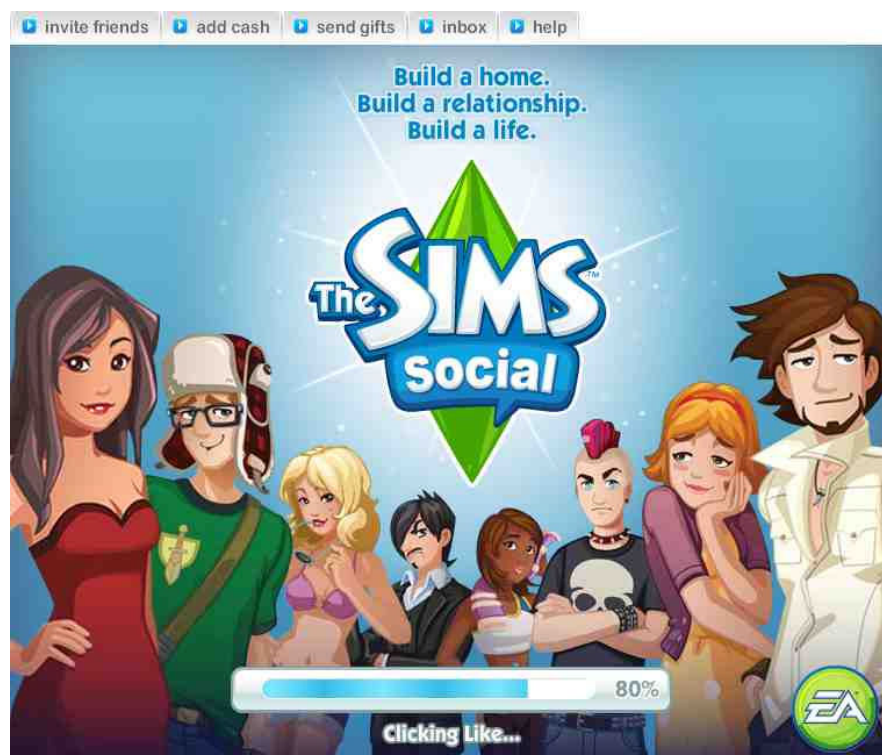 invite friends
add cash
send gifts
inbox
help
Build a home.
Build a relationship.
Build a life.
The SIMS™
social
80%
Clicking Like...
EA